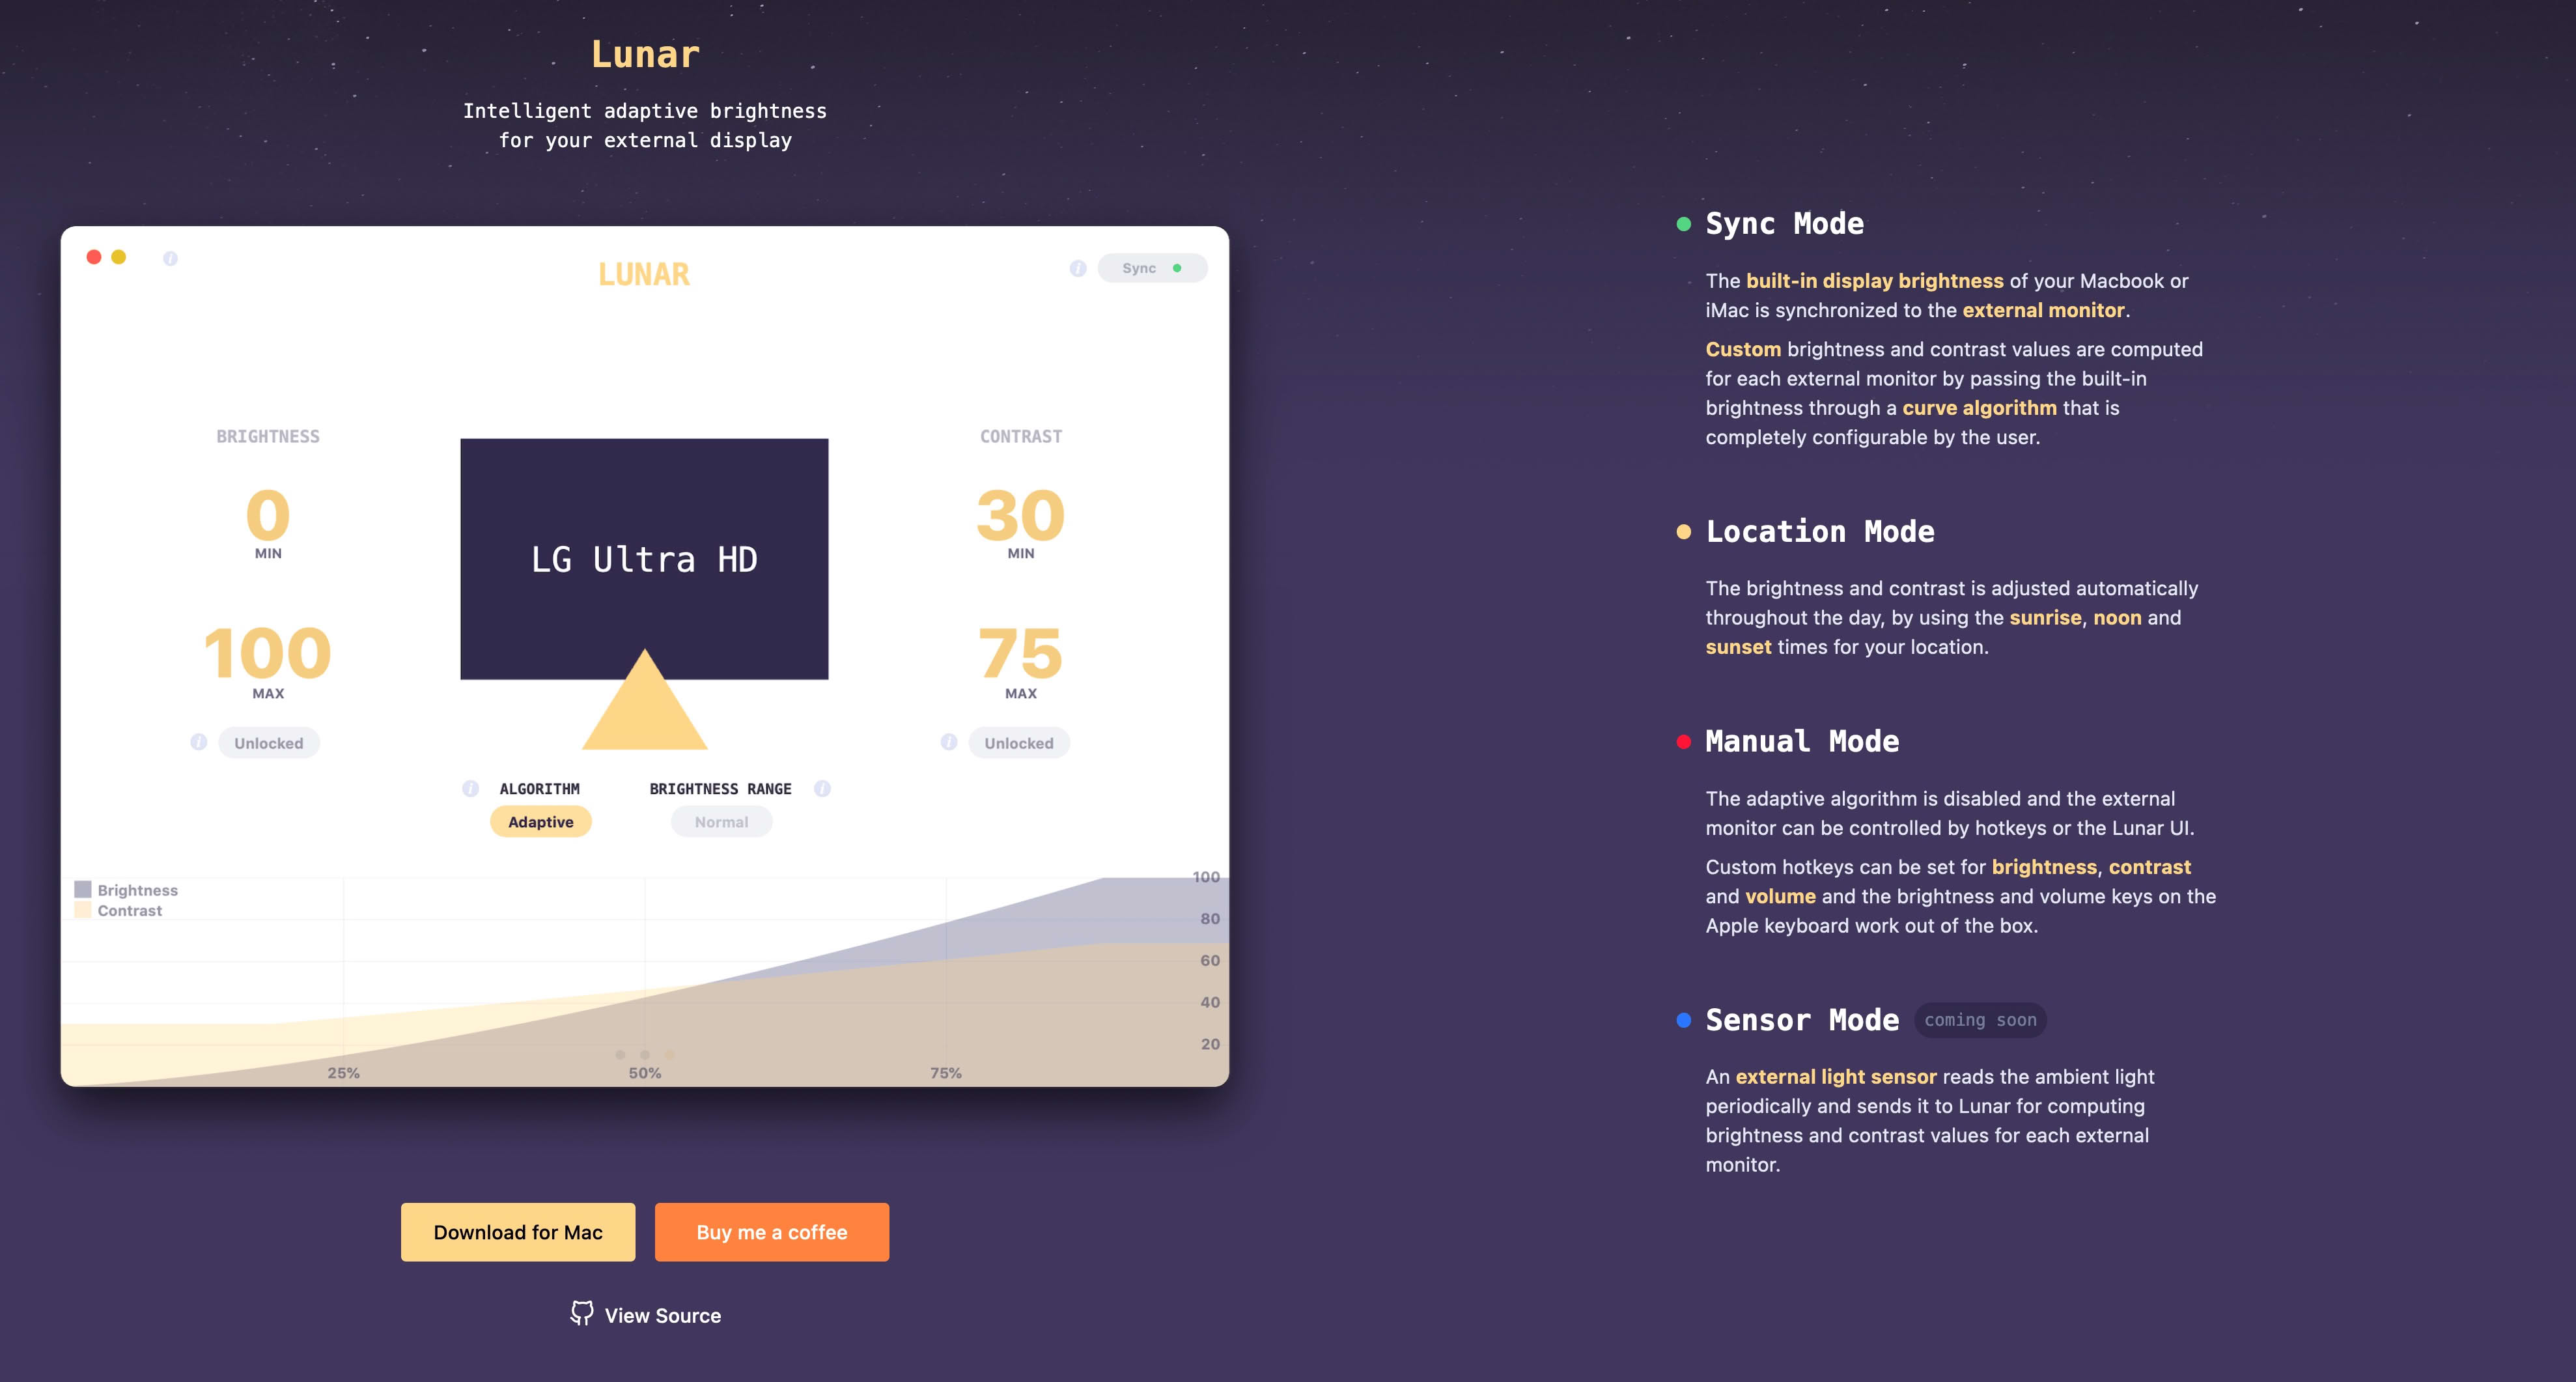 Lunar
Intelligent adaptive brightness
for your external display
LUNAR
Sync
BRIGHTNESS
0
MIN
100
MAX
Unlocked
LG Ultra HD
CONTRAST
30
MIN
75
MAX
Unlocked
ALGORITHM
Adaptive
BRIGHTNESS RANGE
Normal
Brightness
Contrast
100
80
60
40
20
25%
50%
75%
Download for Mac
Buy me a coffee
View Source
Sync Mode
The built-in display brightness of your Macbook or
iMac is synchronized to the external monitor.
Custom brightness and contrast values are computed
for each external monitor by passing the built-in
brightness through a curve algorithm that is
completely configurable by the user.
Location Mode
The brightness and contrast is adjusted automatically
throughout the day, by using the sunrise, noon and
sunset times for your location.
Manual Mode
The adaptive algorithm is disabled and the external
monitor can be controlled by hotkeys or the Lunar UI.
Custom hotkeys can be set for brightness, contrast
and volume and the brightness and volume keys on the
Apple keyboard work out of the box.
Sensor Mode coming soon
An external light sensor reads the ambient light
periodically and sends it to Lunar for computing
brightness and contrast values for each external
monitor.